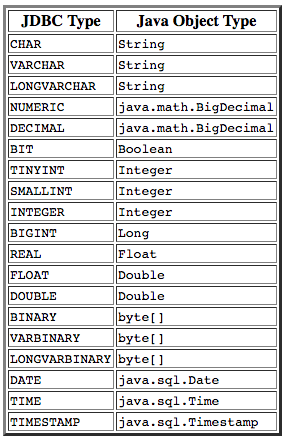 JDBC Type Java Object Type
CHAR String
VARCHAR String
LONGVARCHAR String
NUMERIC java.math.BigDecimal
DECIMAL java.math.BigDecimal
BIT Boolean
TINYINT Integer
SMALLINT Integer
INTEGER Integer
BIGINT Long
REAL Float
FLOAT Double
DOUBLE Double
BINARY byte[]
VARBINARY byte[]
LONGVARBINARY byte[]
DATE java.sql.Date
TIME java.sql.Time
TIMESTAMP java.sql.Timestamp